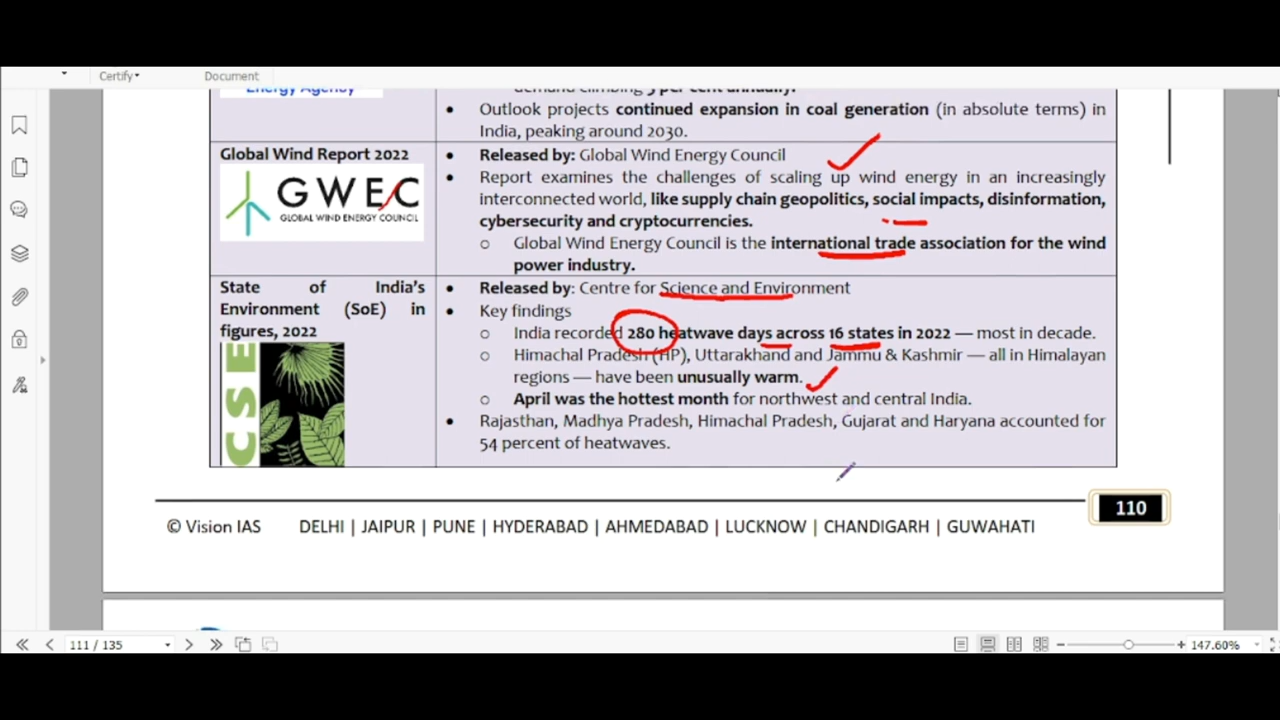 Certify
Document
Energy Agency
demand climbing 5 per cent annually.
• Outlook projects continued expansion in coal generation (in absolute terms) in
India, peaking around 2030.
Global Wind Report 2022
GWEC
GLOBAL WIND ENERGY COUNCIL
• Released by: Global Wind Energy Council
• Report examines the challenges of scaling up wind energy in an increasingly
interconnected world, like supply chain geopolitics, social impacts, disinformation,
cybersecurity and cryptocurrencies.
o Global Wind Energy Council is the international trade association for the wind
power industry.
State of India's
Environment (SoE) in
figures, 2022
CSE
• Released by: Centre for Science and Environment
• Key findings
o India recorded 280 heatwave days across 16 states in 2022 — most in decade.
o Himachal Pradesh (HP), Uttarakhand and Jammu & Kashmir — all in Himalayan
regions — have been unusually warm.
o April was the hottest month for northwest and central India.
• Rajasthan, Madhya Pradesh, Himachal Pradesh, Gujarat and Haryana accounted for
54 percent of heatwaves.
110
© Vision IAS DELHI | JAIPUR | PUNE | HYDERABAD | AHMEDABAD | LUCKNOW | CHANDIGARH | GUWAHATI
111 / 135
147.60%